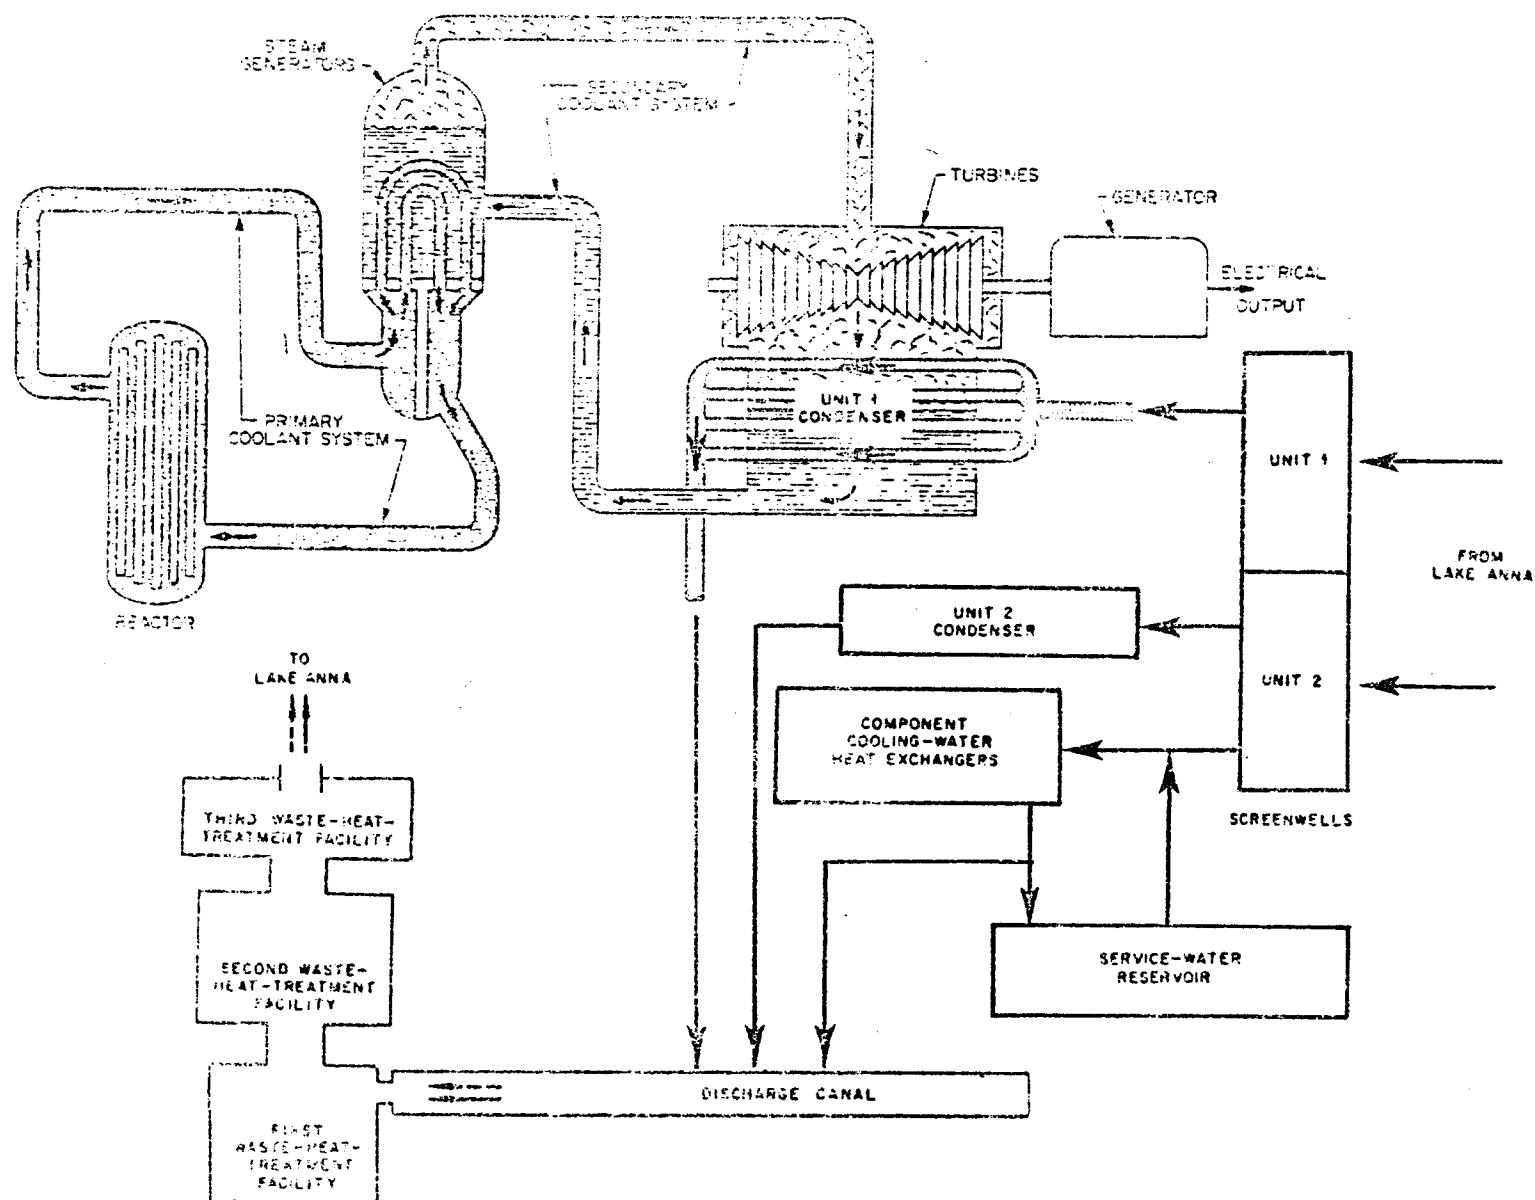 STEAM
GENERATORS
SECONDARY
COOLANT SYSTEM
TURBINES
GENERATOR
ELECTRICAL
OUTPUT
UNIT 1
CONDENSER
PRIMARY
COOLANT SYSTEM
UNIT 1
FROM
LAKE ANNA
REACTOR
UNIT 2
CONDENSER
TO
LAKE ANNA
UNIT 2
COMPONENT
COOLING-WATER
HEAT EXCHANGERS
SCREENWELLS
THIRD WASTE-HEAT-
TREATMENT FACILITY
SERVICE-WATER
RESERVOIR
SECOND WASTE-
HEAT-TREATMENT
FACILITY
DISCHARGE CANAL
FIRST
WASTE-HEAT-
TREATMENT
FACILITY